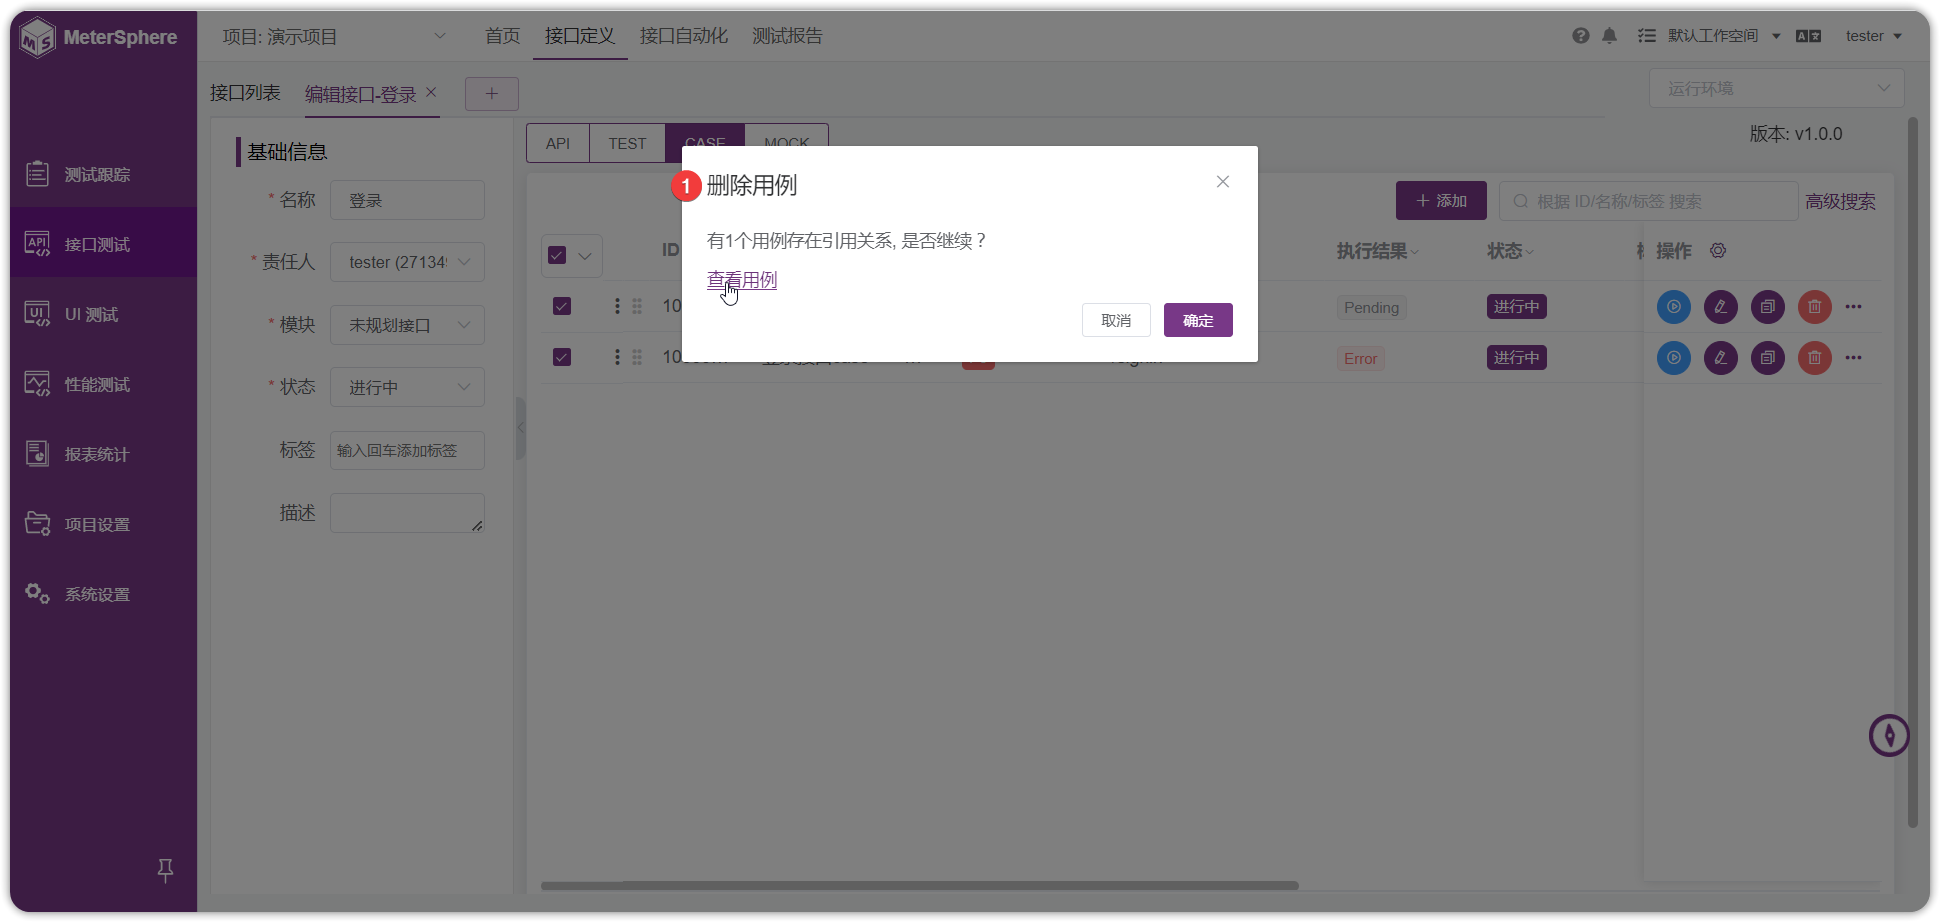 MeterSphere
项目: 演示项目
首页
接口定义
接口自动化
测试报告
默认工作空间
tester
接口列表
编辑接口-登录
运行环境
测试跟踪
接口测试
UI 测试
性能测试
报表统计
项目设置
系统设置
基础信息
* 名称
登录
* 责任人
tester (27134
* 模块
未规划接口
* 状态
进行中
标签
输入回车添加标签
描述
API
TEST
CASE
MOCK
版本: v1.0.0
添加
根据 ID/名称/标签 搜索
高级搜索
ID
执行结果
状态
操作
10
Pending
进行中
Error
进行中
1
删除用例
有1个用例存在引用关系, 是否继续？
查看用例
取消
确定